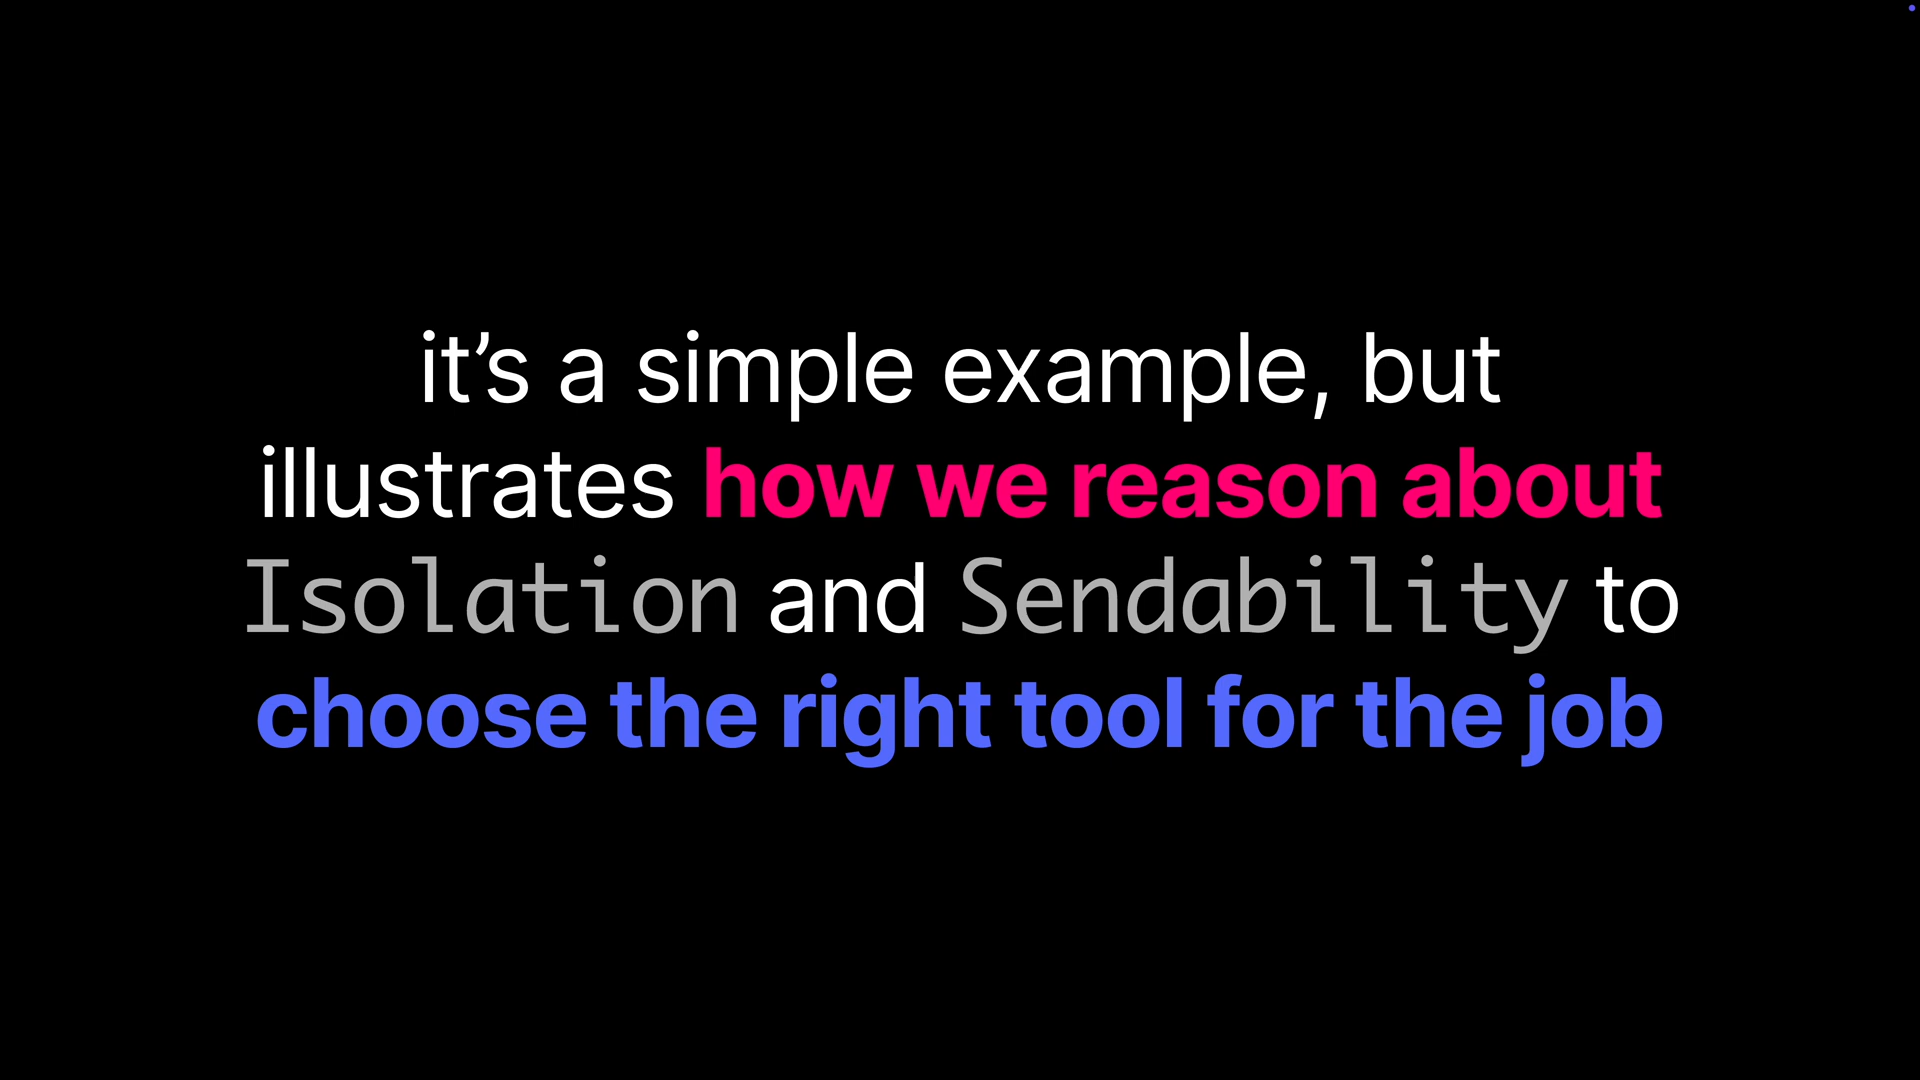 it’s a simple example, but
illustrates how we reason about
Isolation and Sendability to
choose the right tool for the job